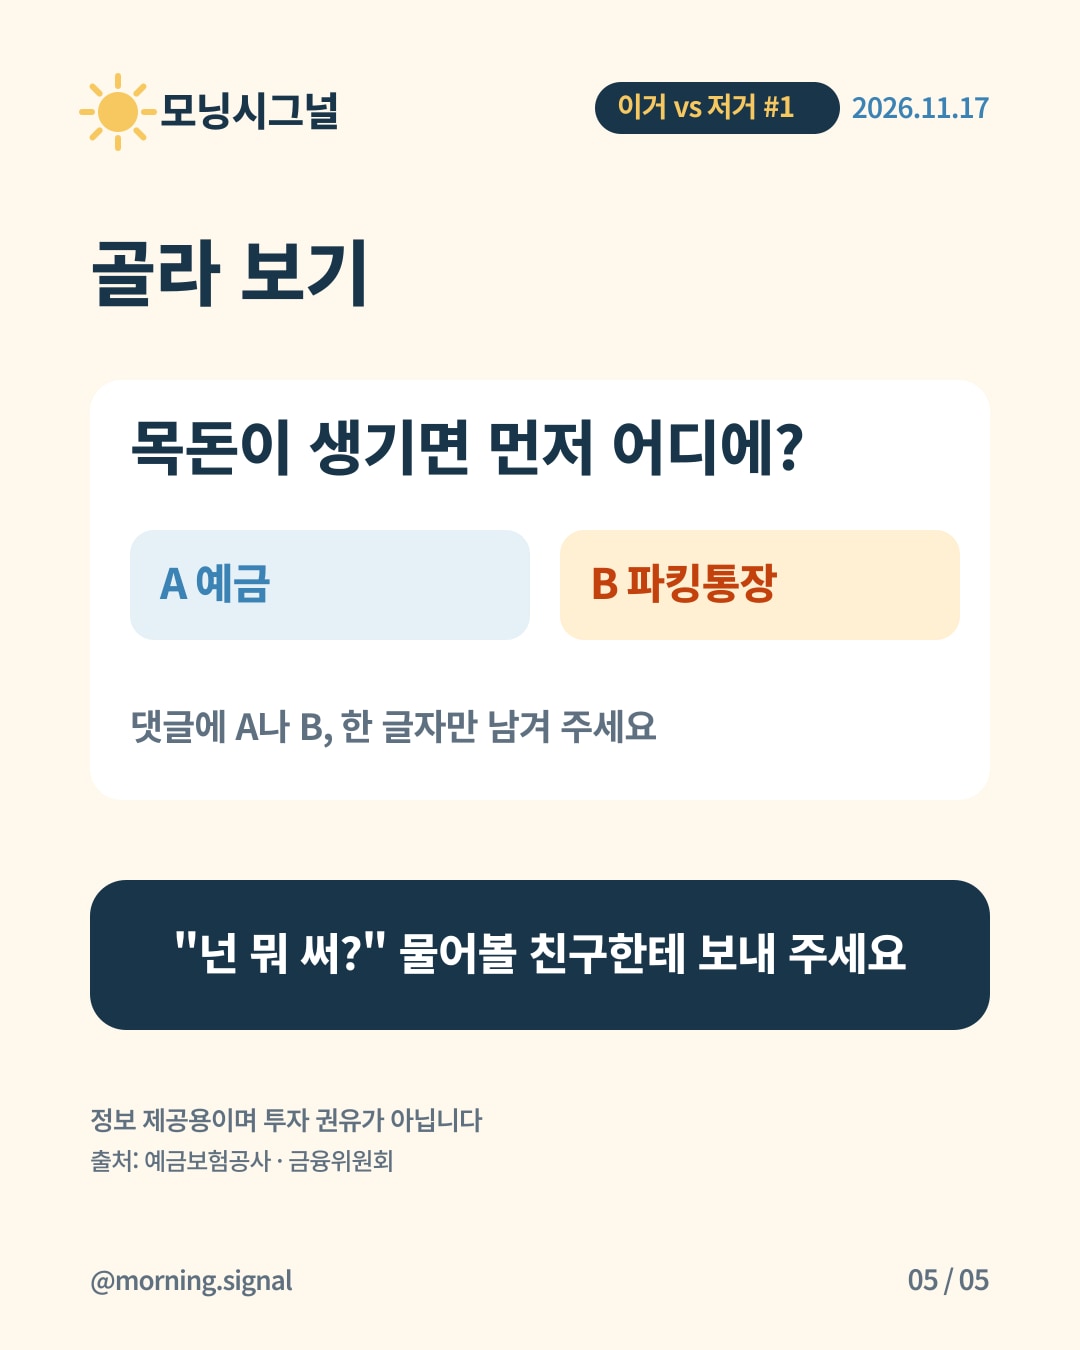 모닝시그널
이거 vs 저거 #1
2026.11.17
골라 보기
목돈이 생기면 먼저 어디에?
A 예금
B 파킹통장
댓글에 A나 B, 한 글자만 남겨 주세요
"넌 뭐 써?" 물어볼 친구한테 보내 주세요
정보 제공용이며 투자 권유가 아닙니다
출처: 예금보험공사 · 금융위원회
@morning.signal
05 / 05